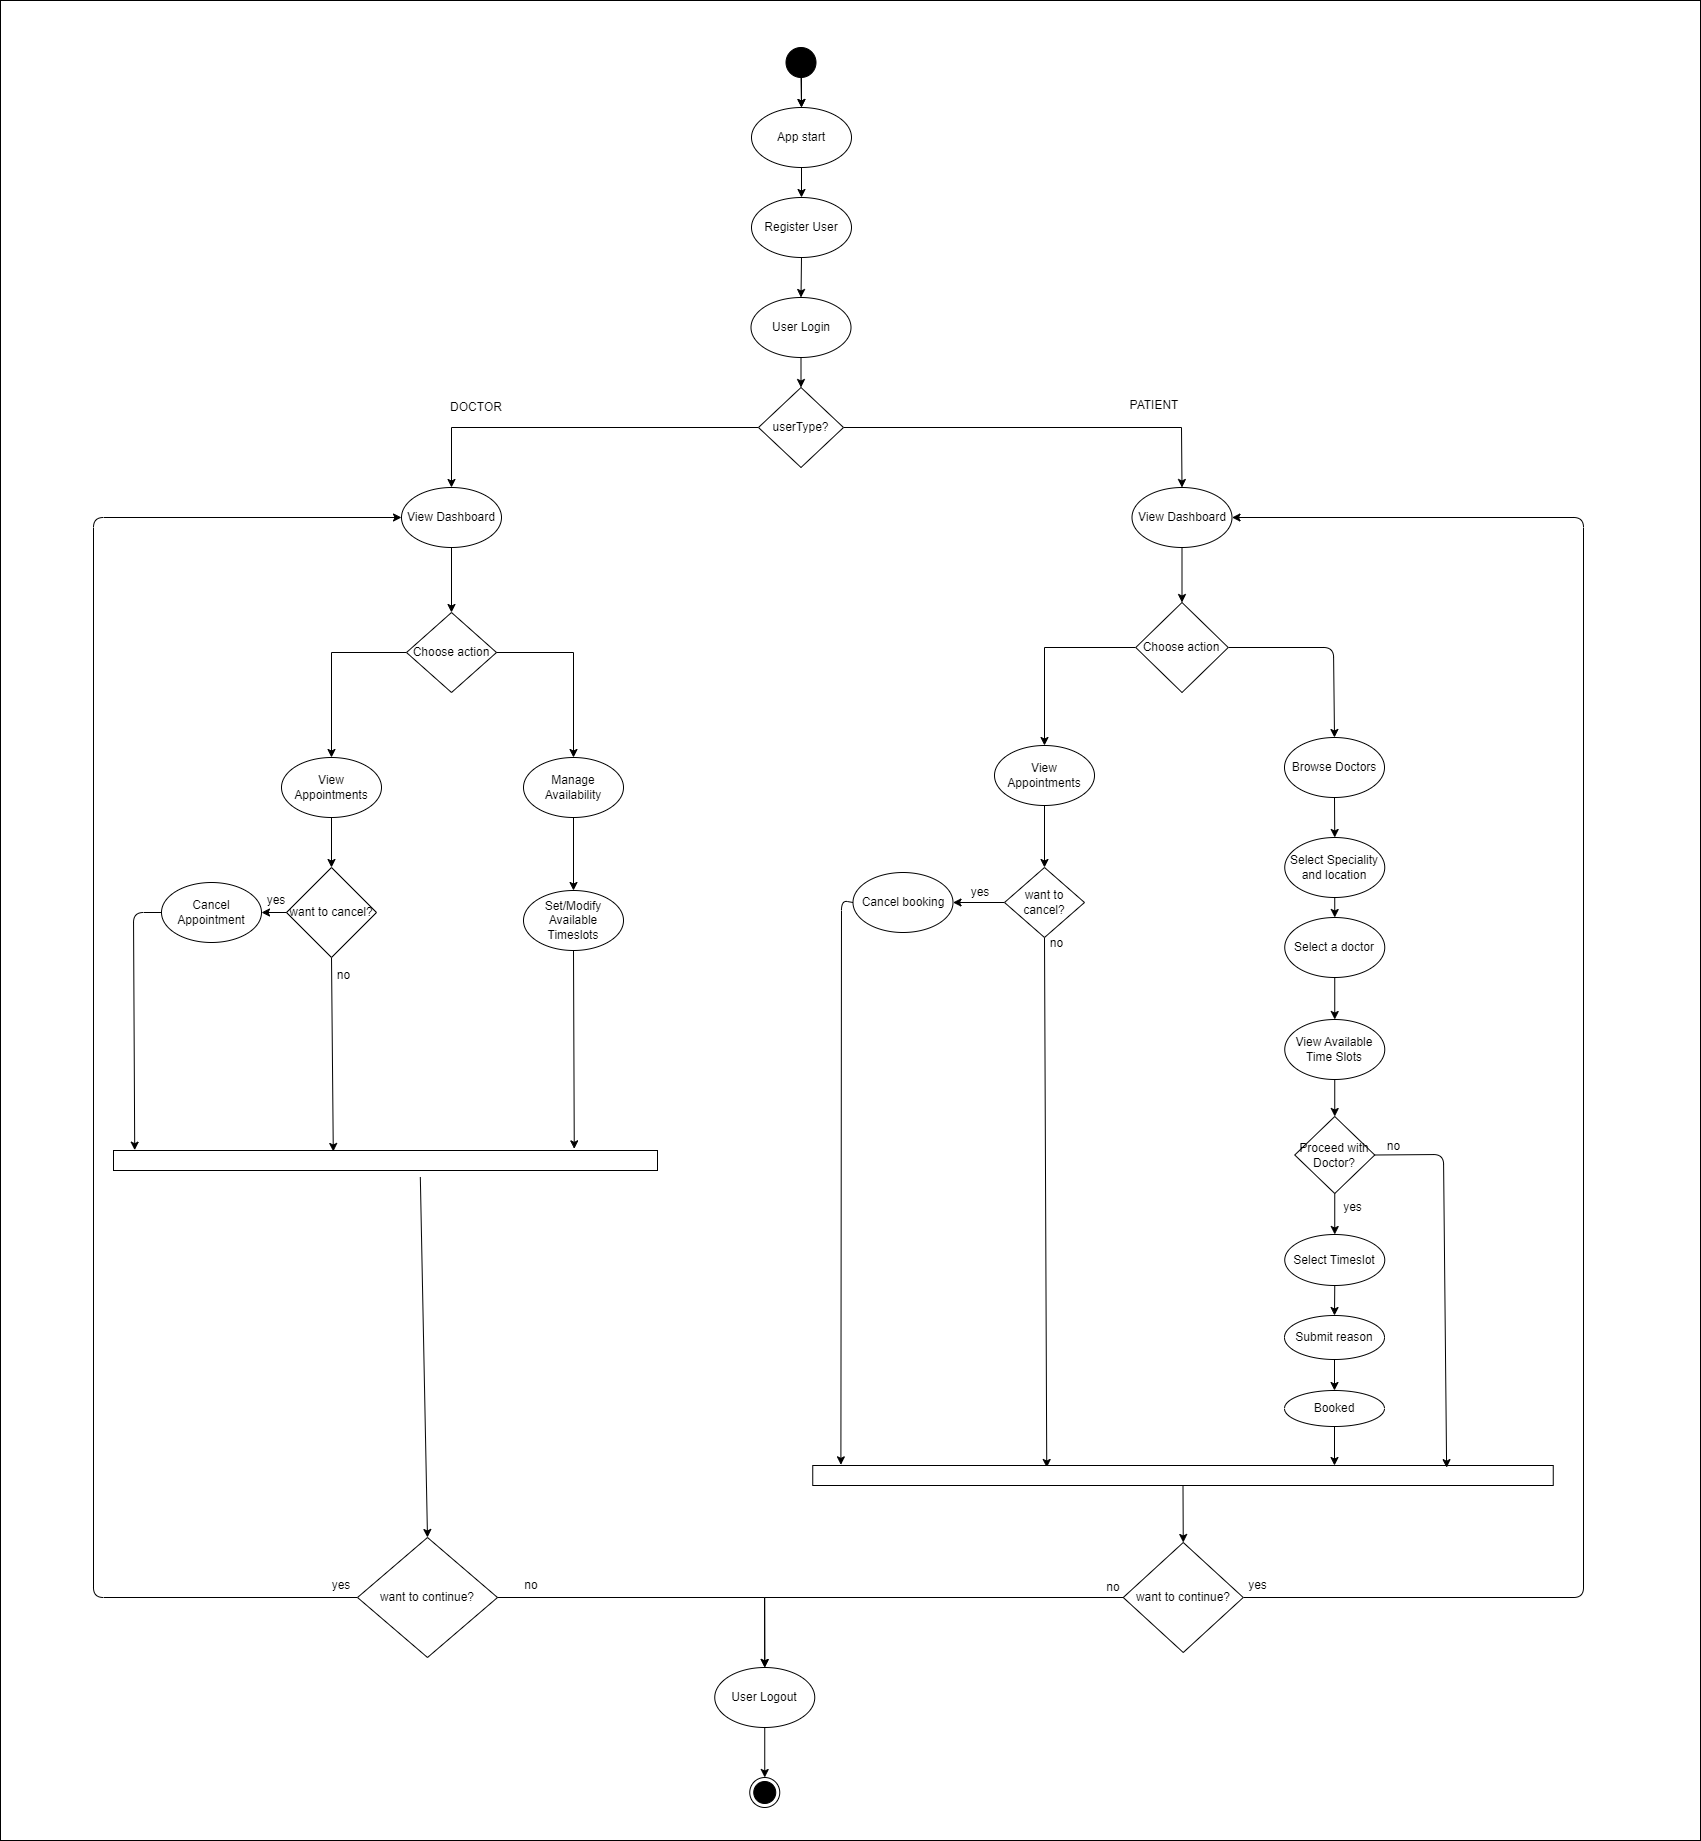 App start
Register User
User Login
DOCTOR
PATIENT
userType?
View Dashboard
View Dashboard
Choose action
Choose action
View
Appointments
Manage
Availability
View
Appointments
Browse Doctors
Select Speciality
and location
yes
Cancel
Appointment
want to cancel?
Set/Modify
Available
Timeslots
no
Cancel booking
yes
want to
cancel?
no
Select a doctor
View Available
Time Slots
Proceed with
Doctor?
no
yes
Select Timeslot
Submit reason
Booked
yes
want to continue?
no
no
want to continue?
yes
User Logout